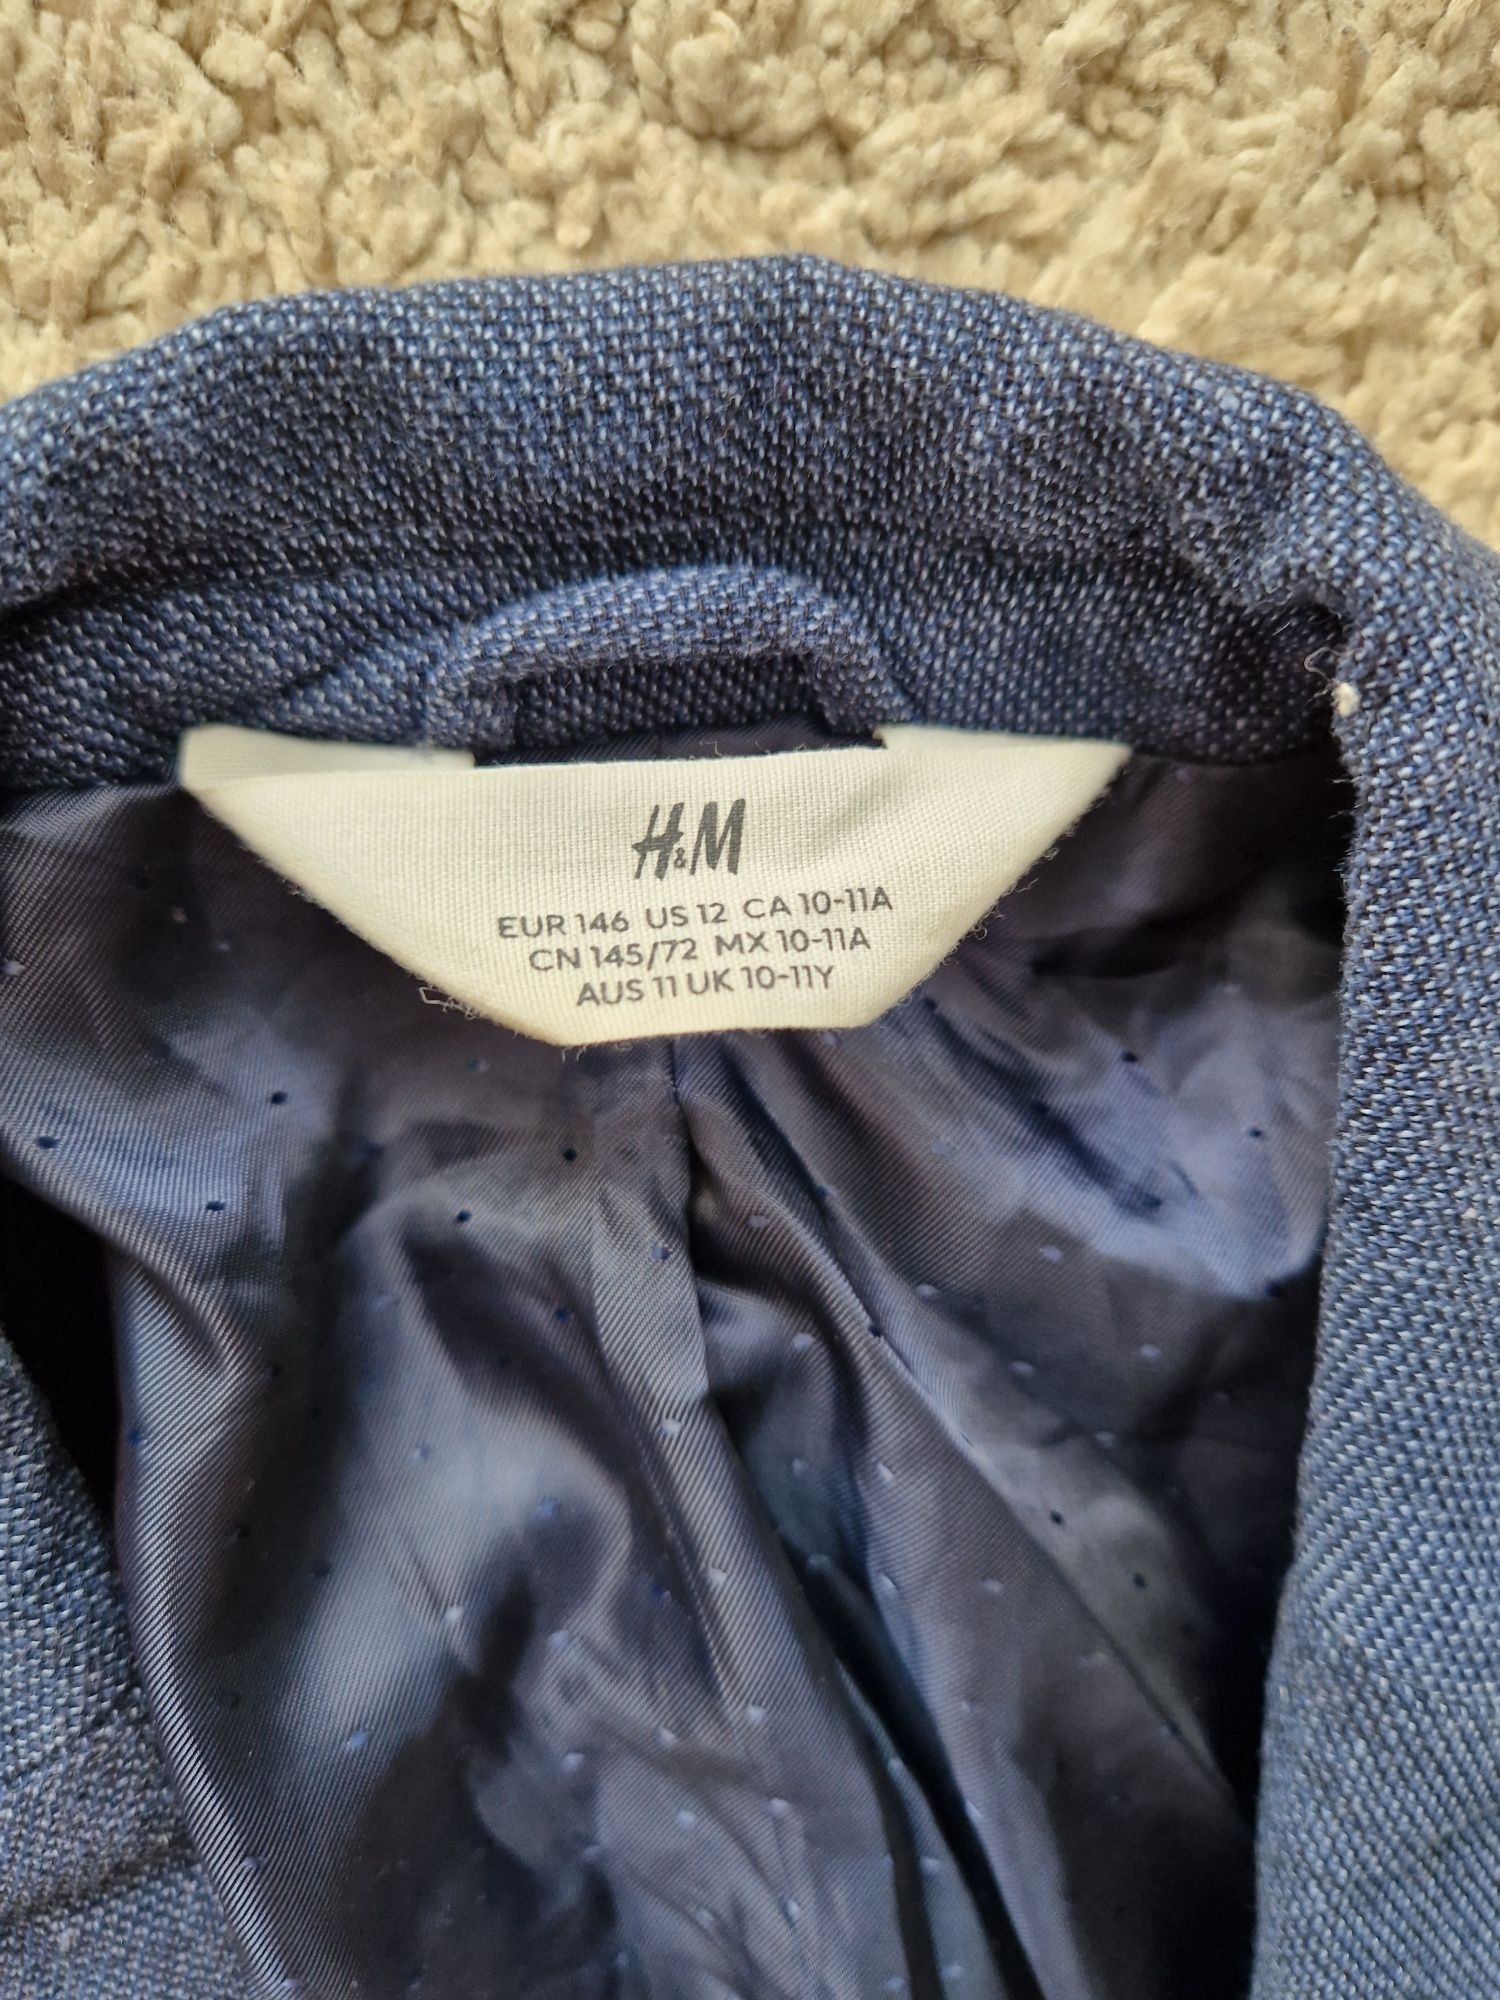 H&M
EUR 146 US 12 CA 10-11A
CN 145/72 MX 10-11A
AUS 11 UK 10-11Y